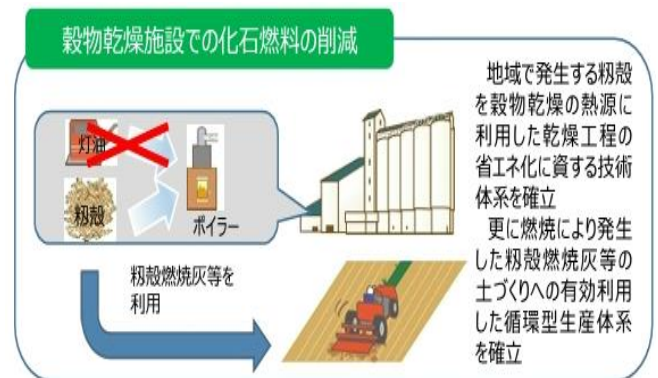 穀物乾燥施設での化石燃料の削減
灯油
籾殻
ボイラー
籾殻燃焼灰等を
利用
地域で発生する籾殻
を穀物乾燥の熱源に
利用した乾燥工程の
省エネ化に資する技術
体系を確立
更に燃焼により発生
した籾殻燃焼灰等の
土づくりへの有効利用
した循環型生産体系
を確立